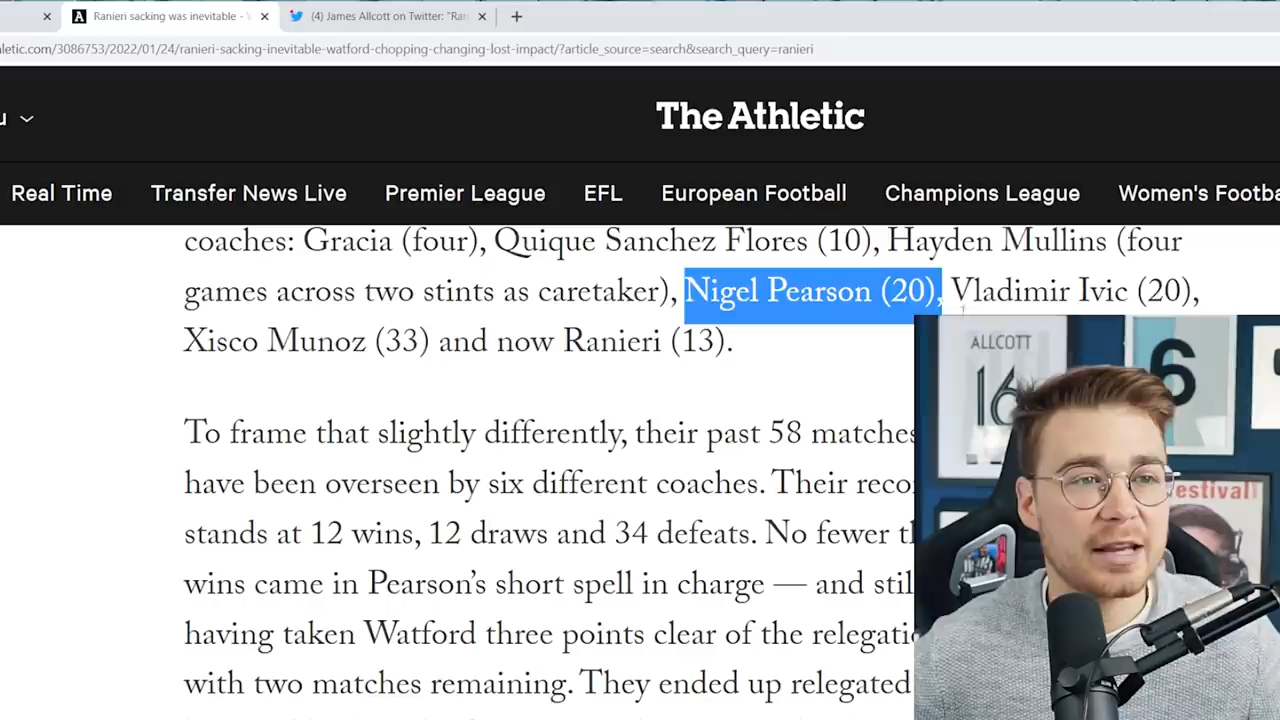 Ranieri sacking was inevitable -
(4) James Allcott on Twitter: "Ran
letic.com/3086753/2022/01/24/ranieri-sacking-inevitable-watford-chopping-changing-lost-impact/?article_source=search&search_query=ranieri
The Athletic
Real Time Transfer News Live Premier League EFL European Football Champions League Women's Footba
coaches: Gracia (four), Quique Sanchez Flores (10), Hayden Mullins (four
games across two stints as caretaker), Nigel Pearson (20), Vladimir Ivic (20),
Xisco Munoz (33) and now Ranieri (13).
ALLCOTT
16
6
To frame that slightly differently, their past 58 matches
have been overseen by six different coaches. Their reco
estival
stands at 12 wins, 12 draws and 34 defeats. No fewer th
wins came in Pearson's short spell in charge — and stil
having taken Watford three points clear of the relegati
with two matches remaining. They ended up relegated